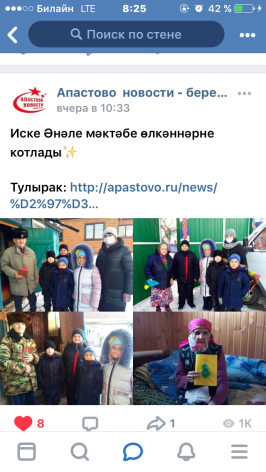 Билайн LTE 8:25 42 %
Поиск по стене
Апастово новости - бере...
вчера в 10:33
Иске Әнәле мәктәбе өлкәннәрне
котлады✨
Тулырак: http://apastovo.ru/news/
%D2%97%D3...
8 1 1K